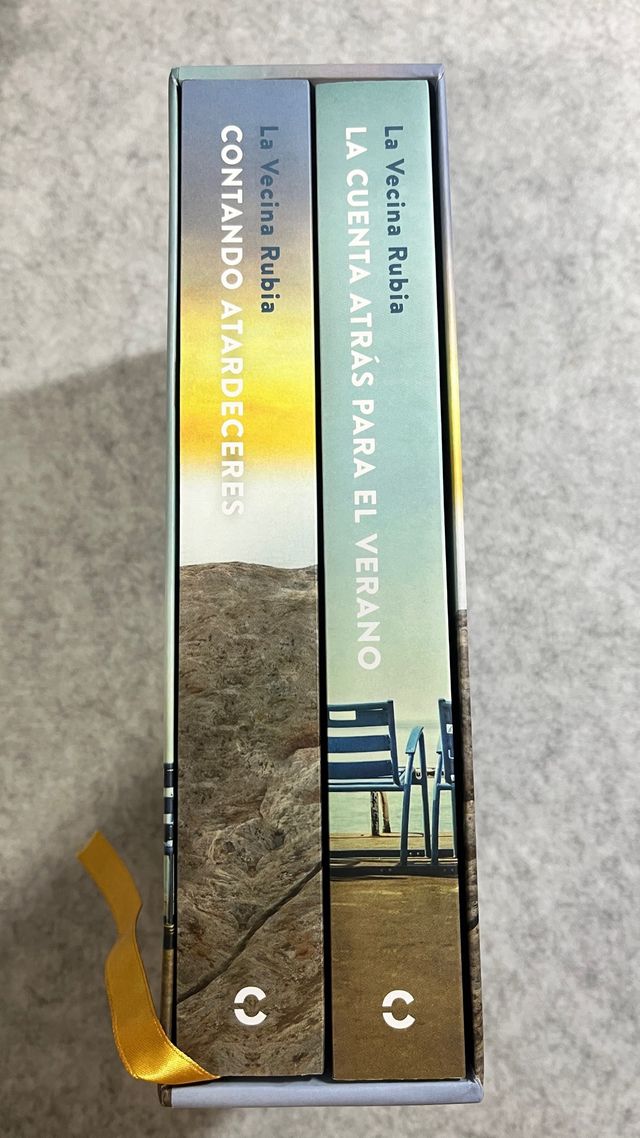 La Vecina Rubia
CONTANDO ATARDECERES
La Vecina Rubia
LA CUENTA ATRÁS PARA EL VERANO